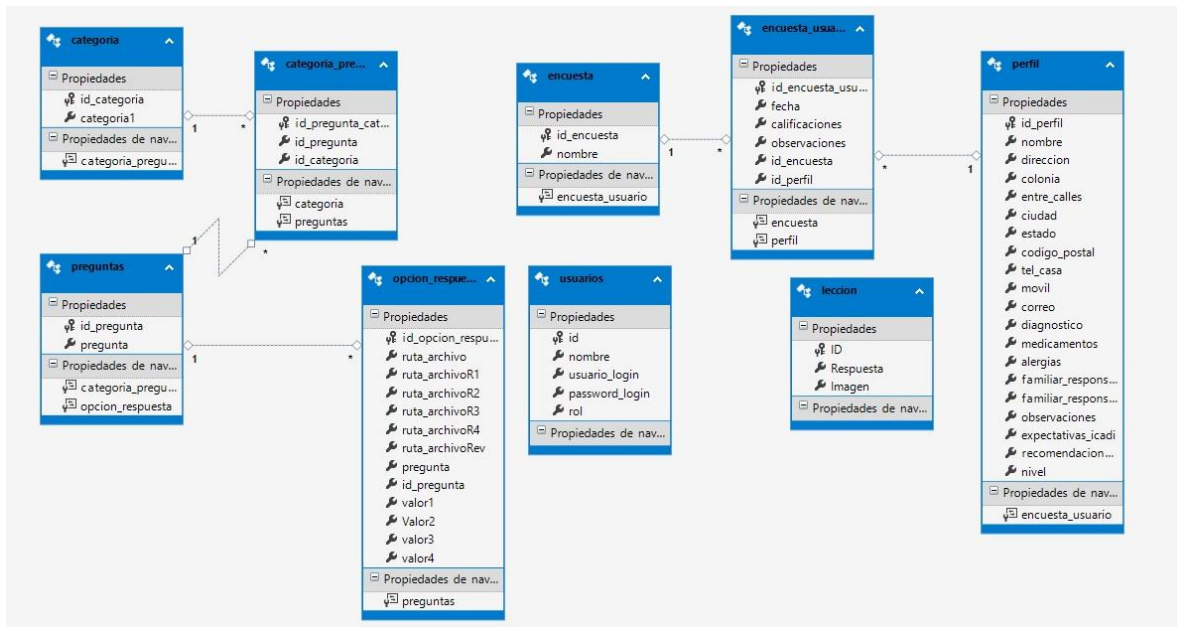 categoria
Propiedades
id_categoria
categoria1
Propiedades de nav...
categoria_pregu...
categoria_pre...
Propiedades
id_pregunta_cat...
id_pregunta
id_categoria
Propiedades de nav...
categoria
preguntas
encuesta
Propiedades
id_encuesta
nombre
Propiedades de nav...
encuesta_usuario
encuesta_usua...
Propiedades
id_encuesta_usu...
fecha
calificaciones
observaciones
id_encuesta
id_perfil
Propiedades de nav...
encuesta
perfil
perfil
Propiedades
id_perfil
nombre
direccion
colonia
entre_calles
ciudad
estado
codigo_postal
tel_casa
movil
correo
diagnostico
medicamentos
alergias
familiar_respons...
familiar_respons...
observaciones
expectativas_icadi
recomendacion...
nivel
Propiedades de nav...
encuesta_usuario
1
*
1
*
*
1
1
*
preguntas
Propiedades
id_pregunta
pregunta
Propiedades de nav...
categoria_pregu...
opcion_respuesta
1
*
opcion_respue...
Propiedades
id_opcion_respu...
ruta_archivo
ruta_archivoR1
ruta_archivoR2
ruta_archivoR3
ruta_archivoR4
ruta_archivoRev
pregunta
id_pregunta
valor1
Valor2
valor3
valor4
Propiedades de nav...
preguntas
usuarios
Propiedades
id
nombre
usuario_login
password_login
rol
Propiedades de nav...
leccion
Propiedades
ID
Respuesta
Imagen
Propiedades de nav...